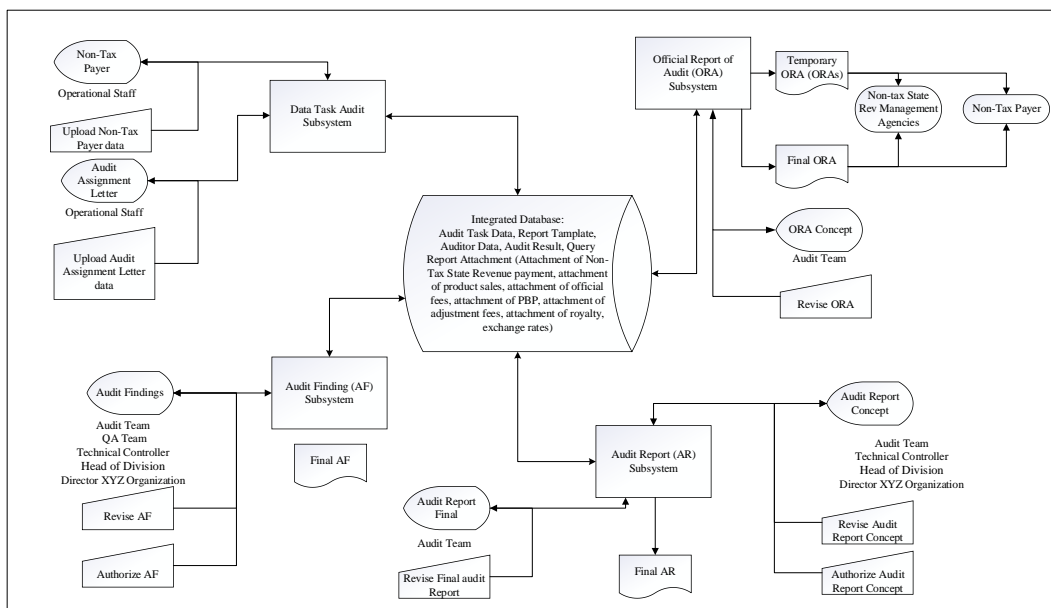 Non-Tax
Payer
Operational Staff
Upload Non-Tax
Payer data
Audit
Assignment
Letter
Operational Staff
Upload Audit
Assignment Letter
data
Data Task Audit
Subsystem
Official Report of
Audit (ORA)
Subsystem
Temporary
ORA (ORAs)
Non-tax State
Rev Management
Agencies
Non-Tax Payer
Final ORA
ORA Concept
Audit Team
Revise ORA
Integrated Database:
Audit Task Data, Report Tamplate,
Auditor Data, Audit Result, Query
Report Attachment (Attachment of Non-
Tax State Revenue payment, attachment
of product sales, attachment of official
fees, attachment of PBP, attachment of
adjustment fees, attachment of royalty,
exchange rates)
Audit Findings
Audit Team
QA Team
Technical Controller
Head of Division
Director XYZ Organization
Revise AF
Authorize AF
Audit Finding (AF)
Subsystem
Final AF
Audit Report
Final
Audit Team
Revise Final audit
Report
Audit Report (AR)
Subsystem
Final AR
Audit Report
Concept
Audit Team
Technical Controller
Head of Division
Director XYZ Organization
Revise Audit
Report Concept
Authorize Audit
Report Concept